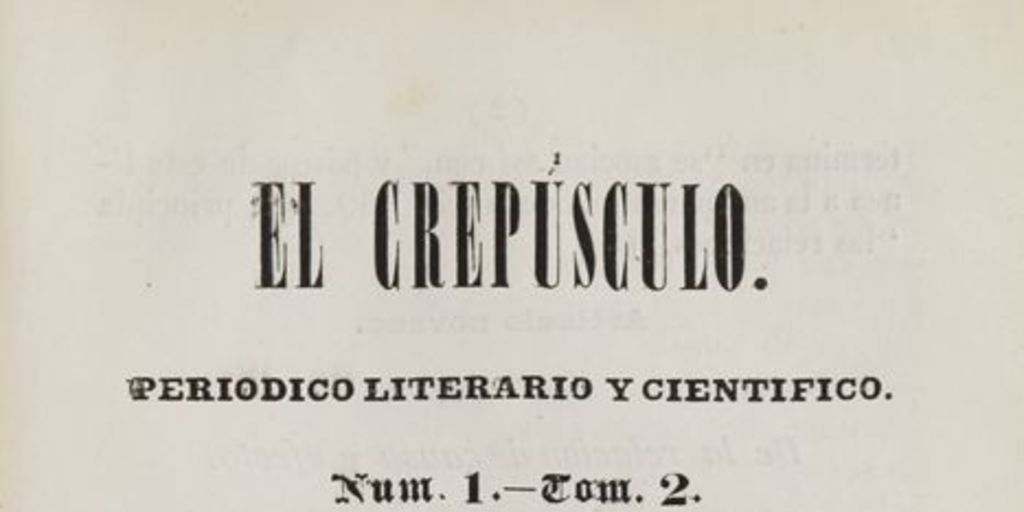 EL CREPÚSCULO.
PERIODICO LITERARIO Y CIENTIFICO.
Num. 1.—Tom. 2.